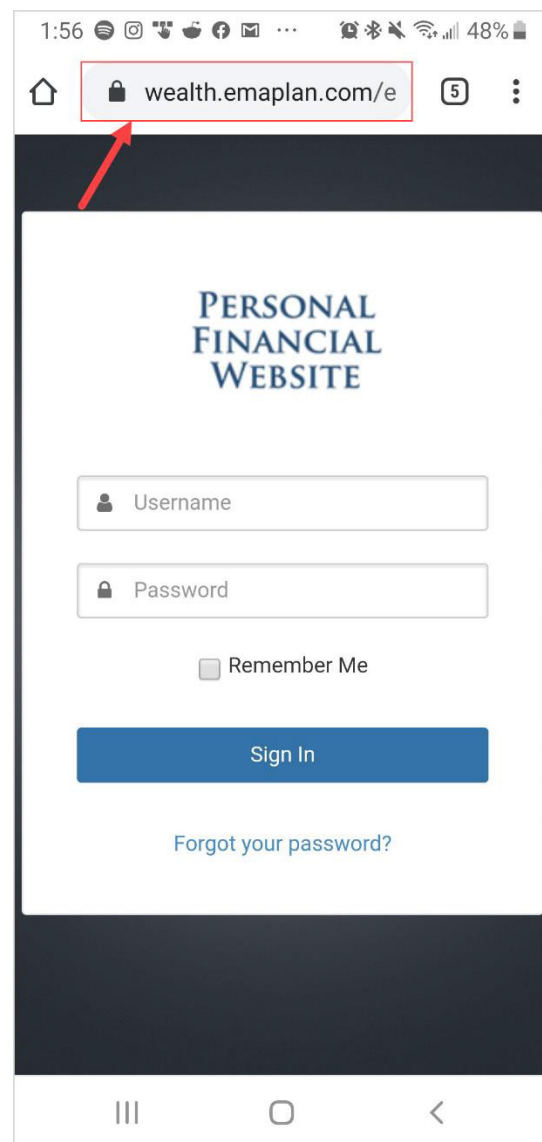 1:56 ... 48%
wealth.emaplan.com/e 5
PERSONAL
FINANCIAL
WEBSITE
Username
Password
Remember Me
Sign In
Forgot your password?